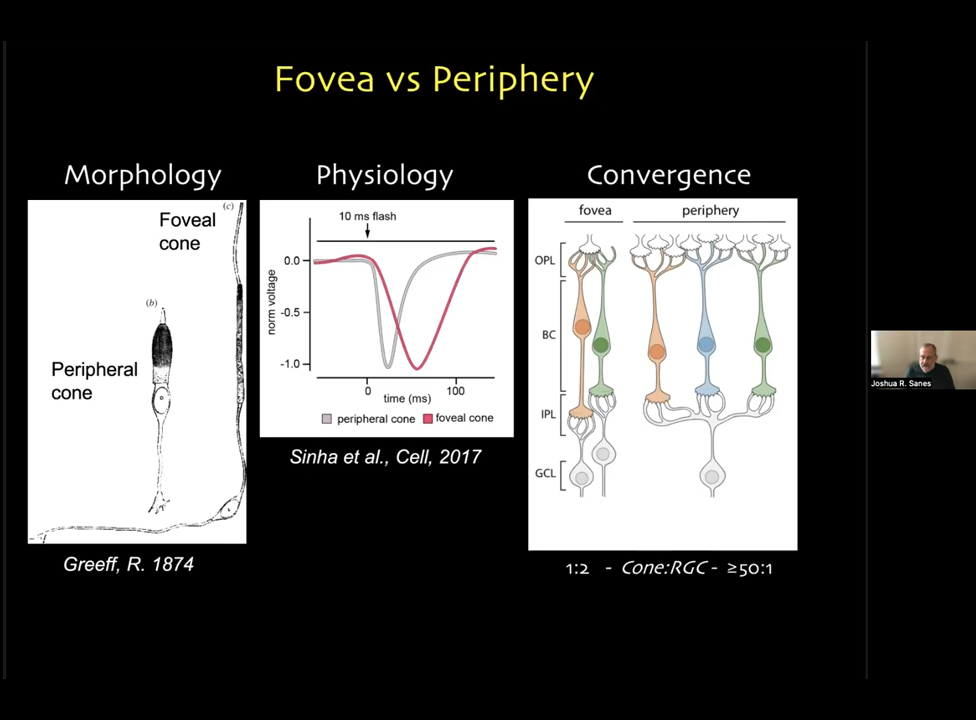 Fovea vs Periphery
Morphology
Physiology
Convergence
(c)
Foveal
cone
(b)
Peripheral
cone
Greeff, R. 1874
10 ms flash
0.0
-0.5
-1.0
norm voltage
0
100
time (ms)
peripheral cone
foveal cone
Sinha et al., Cell, 2017
fovea
periphery
OPL
BC
IPL
GCL
1:2 - Cone:RGC - ≥50:1
Joshua R. Sanes